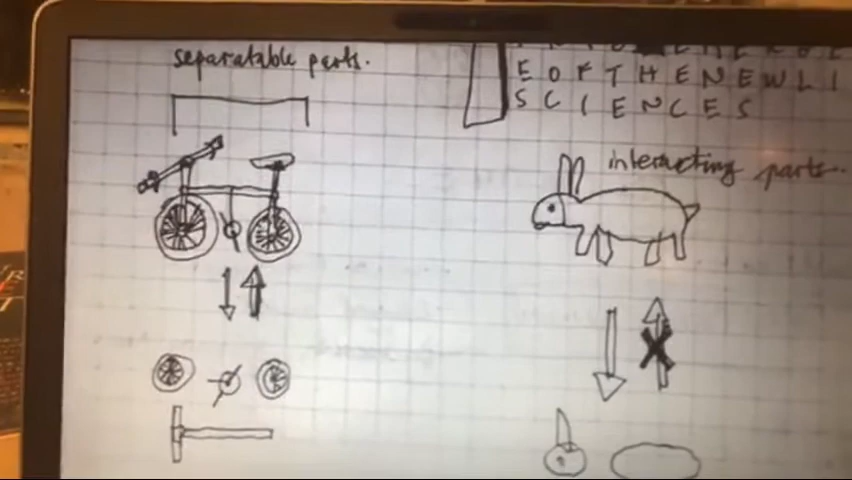 separatable parts.
E O F T H E N E W L I
S C I E N C E S
interacting parts.